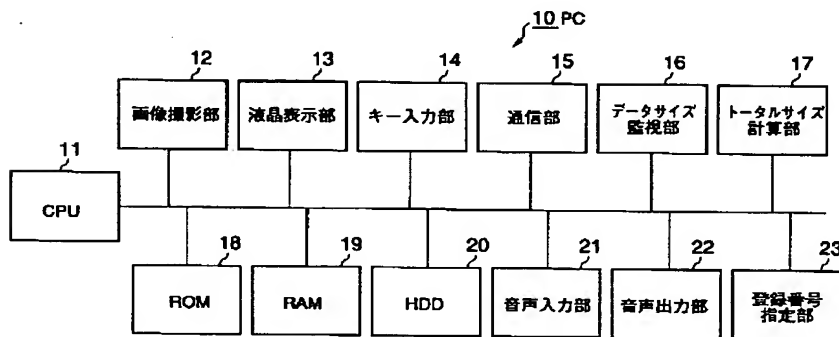 10 PC
12
13
14
15
16
17
画像撮影部
液晶表示部
キー入力部
通信部
データサイズ
監視部
トータルサイズ
計算部
11
CPU
18
19
20
21
22
23
ROM
RAM
HDD
音声入力部
音声出力部
登録番号
指定部